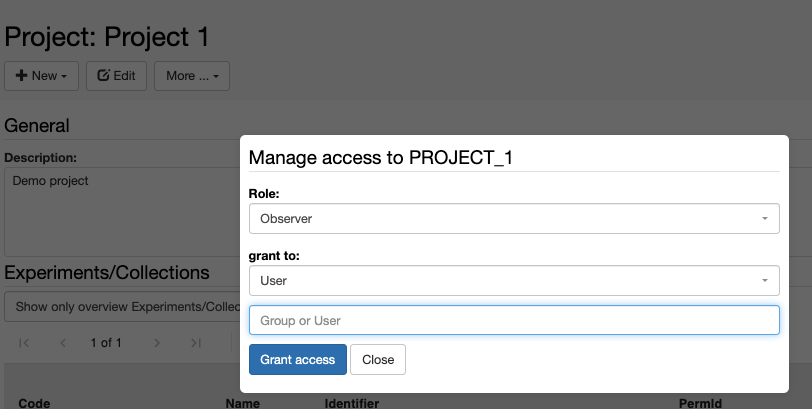 Project: Project 1
New
Edit
More ...
General
Description:
Demo project
Experiments/Collections
Show only overview Experiments/Collec
1 of 1
Code
Name
Identifier
PermId
Manage access to PROJECT_1
Role:
Observer
grant to:
User
Group or User
Grant access
Close